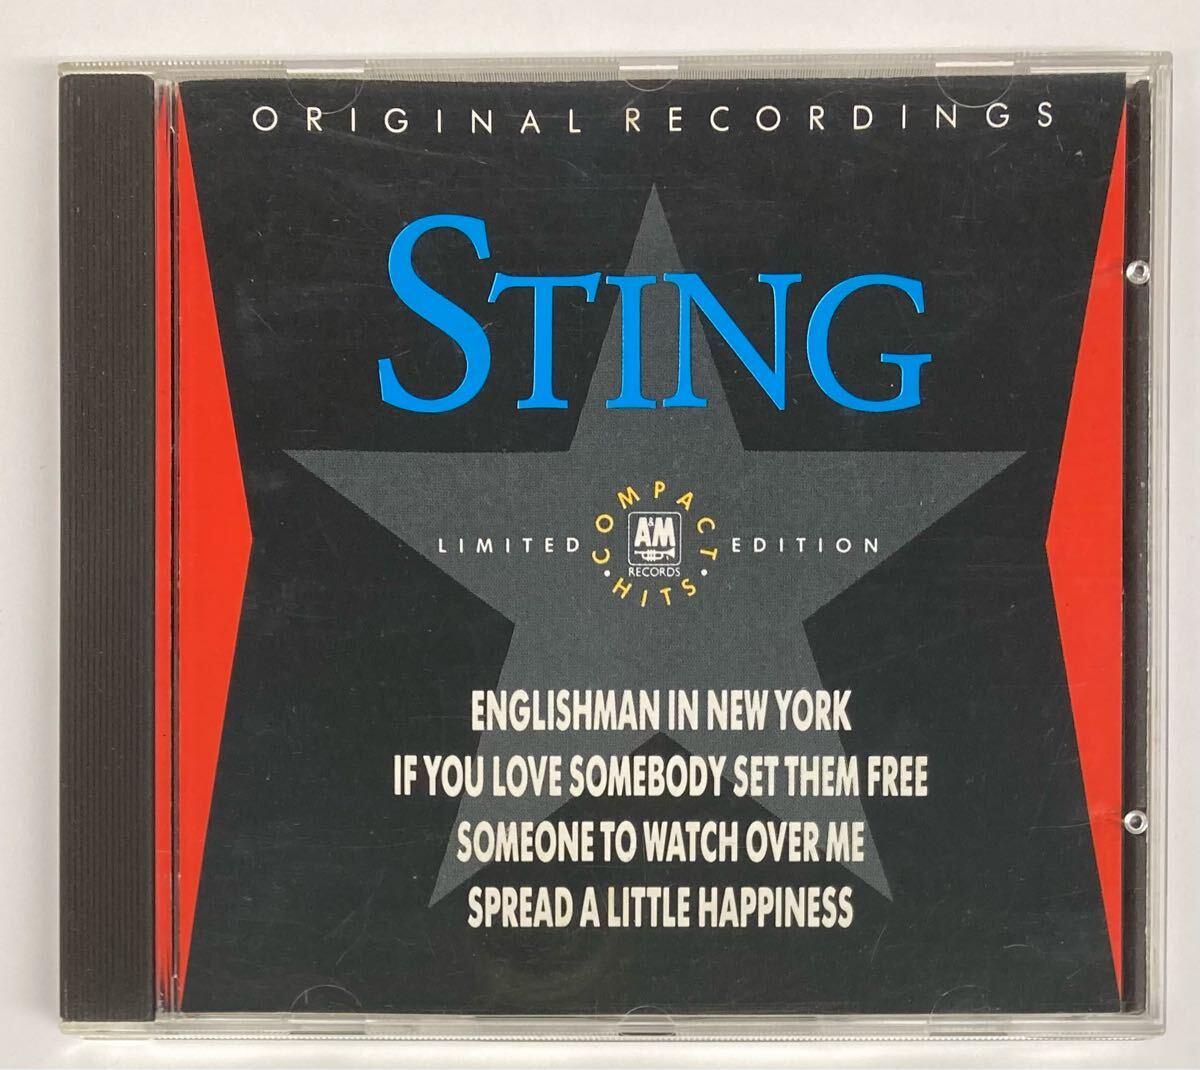 ORIGINAL RECORDINGS
STING
COMPACT
LIMITED A&M EDITION
RECORDS
• HITS •
ENGLISHMAN IN NEW YORK
IF YOU LOVE SOMEBODY SET THEM FREE
SOMEONE TO WATCH OVER ME
SPREAD A LITTLE HAPPINESS